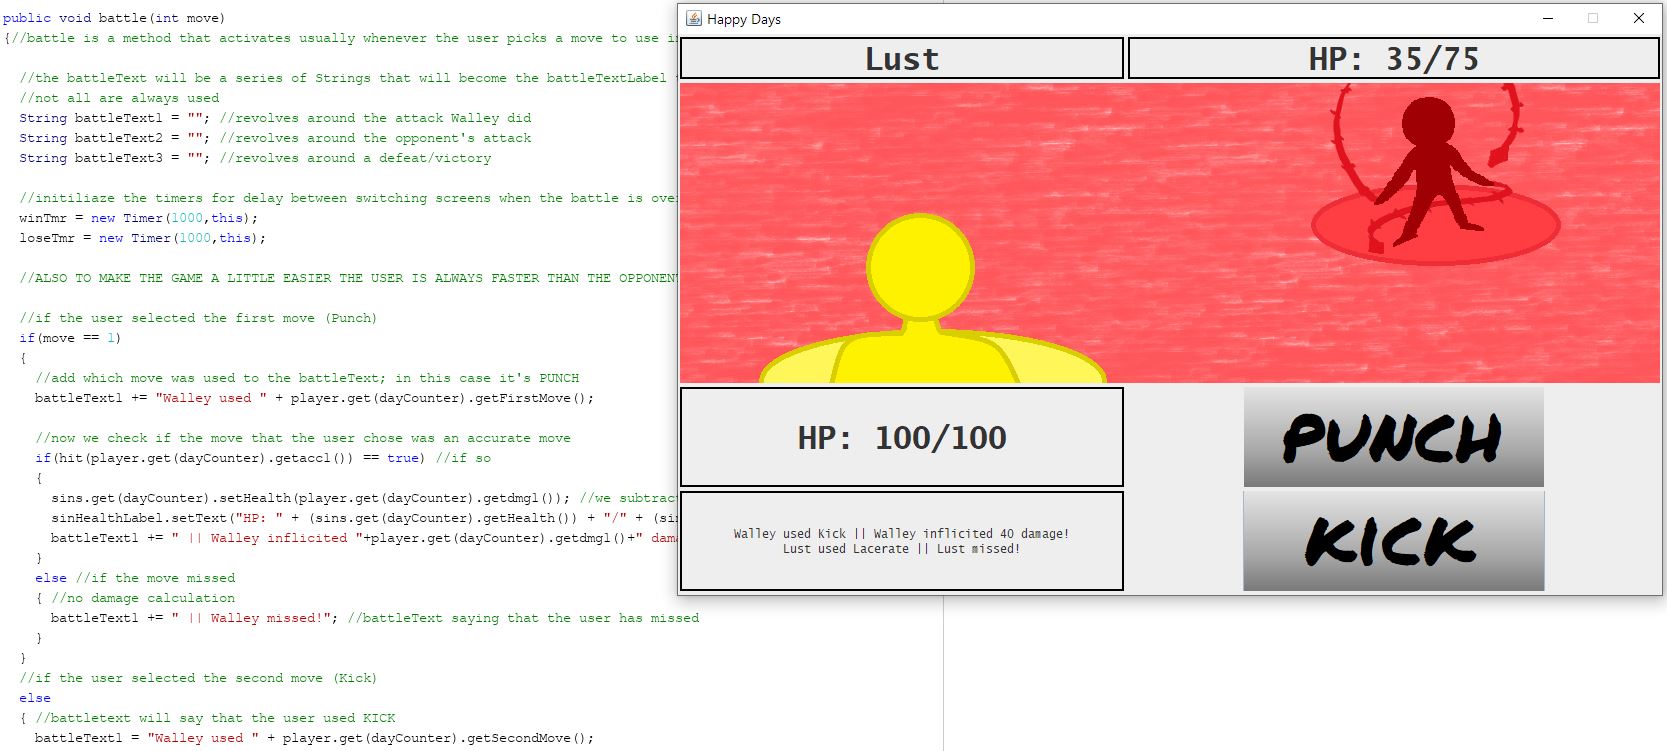 public void battle(int move)
{//battle is a method that activates usually whenever the user picks a move to use
//the battleText will be a series of Strings that will become the battleTextLabel
//not all are always used
String battleText1 = ""; //revolves around the attack Walley did
String battleText2 = ""; //revolves around the opponent's attack
String battleText3 = ""; //revolves around a defeat/victory
//initiliaze the timers for delay between switching screens when the battle is over
winTmr = new Timer(1000,this);
loseTmr = new Timer(1000,this);
//ALSO TO MAKE THE GAME A LITTLE EASIER THE USER IS ALWAYS FASTER THAN THE OPPONENT
//if the user selected the first move (Punch)
if(move == 1)
{
//add which move was used to the battleText; in this case it's PUNCH
battleText1 += "Walley used " + player.get(dayCounter).getFirstMove();
//now we check if the move that the user chose was an accurate move
if(hit(player.get(dayCounter).getacc1()) == true) //if so
{
sins.get(dayCounter).setHealth(player.get(dayCounter).getdmg1()); //we subtract
sinHealthLabel.setText("HP: " + (sins.get(dayCounter).getHealth()) + "/" + (si
battleText1 += " || Walley inflicited "+player.get(dayCounter).getdmg1()+" dama
}
else //if the move missed
{ //no damage calculation
battleText1 += " || Walley missed!"; //battleText saying that the user has missed
}
}
//if the user selected the second move (Kick)
else
{ //battletext will say that the user used KICK
battleText1 = "Walley used " + player.get(dayCounter).getSecondMove();
Happy Days
Lust
HP: 35/75
HP: 100/100
PUNCH
Walley used Kick || Walley inflicited 40 damage!
Lust used Lacerate || Lust missed!
KICK